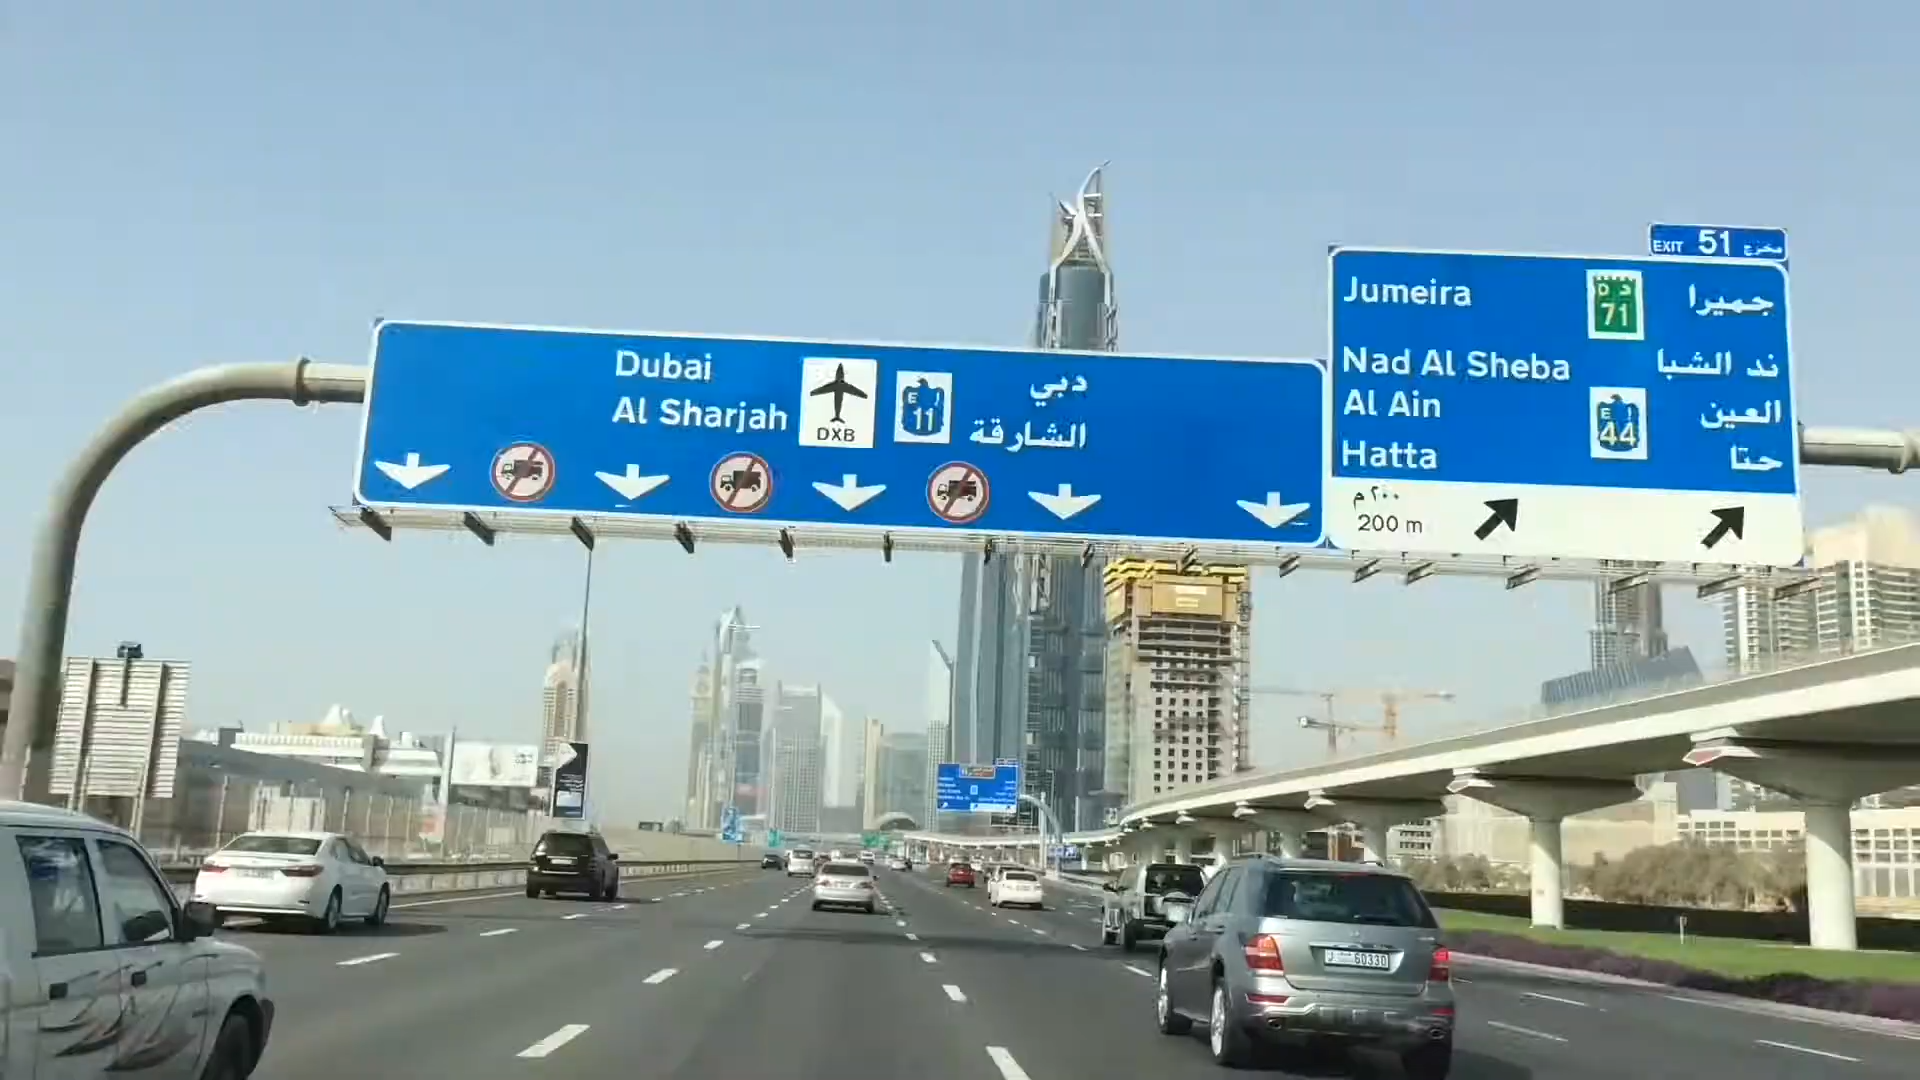 Dubai
Al Sharjah
DXB
E إ
11
دبي
الشارقة
EXIT 51 مخرج
Jumeira
D د
71
جميرا
Nad Al Sheba
ند الشبا
Al Ain
E إ
44
العين
Hatta
حتا
٢٠٠ م
200 m
J 60330